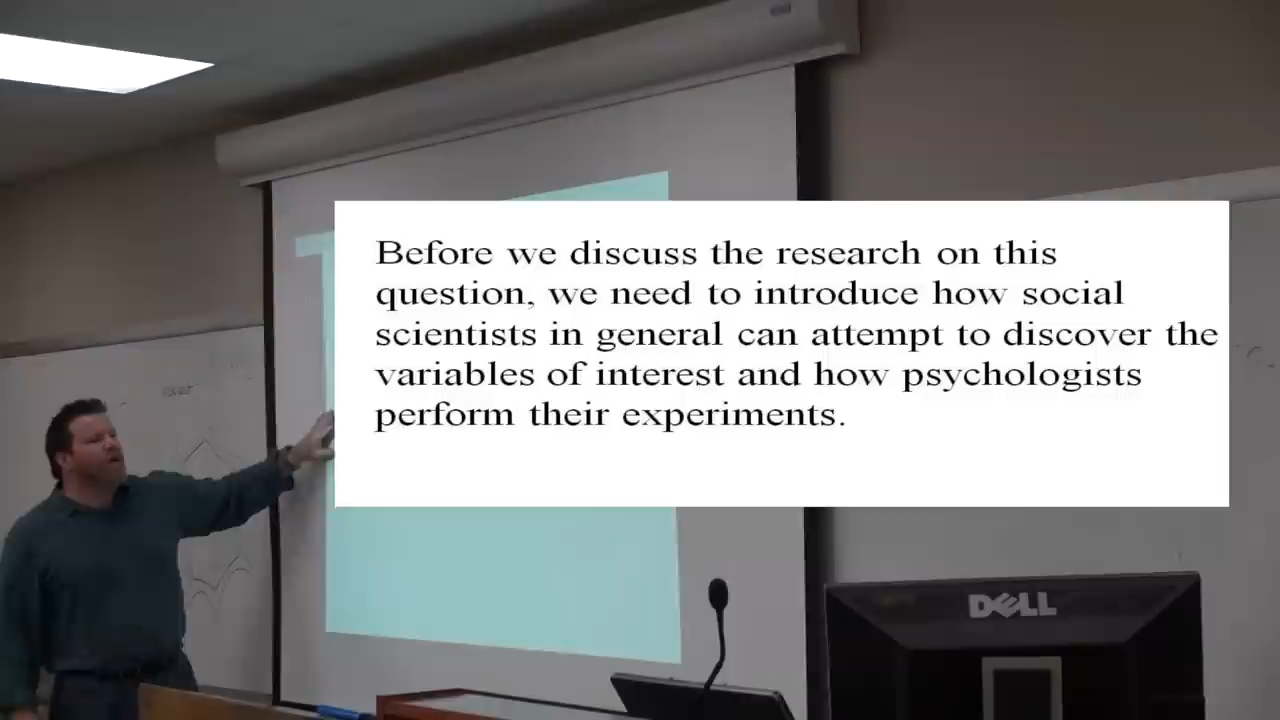 Before we discuss the research on this
question, we need to introduce how social
scientists in general can attempt to discover the
variables of interest and how psychologists
perform their experiments.
DELL